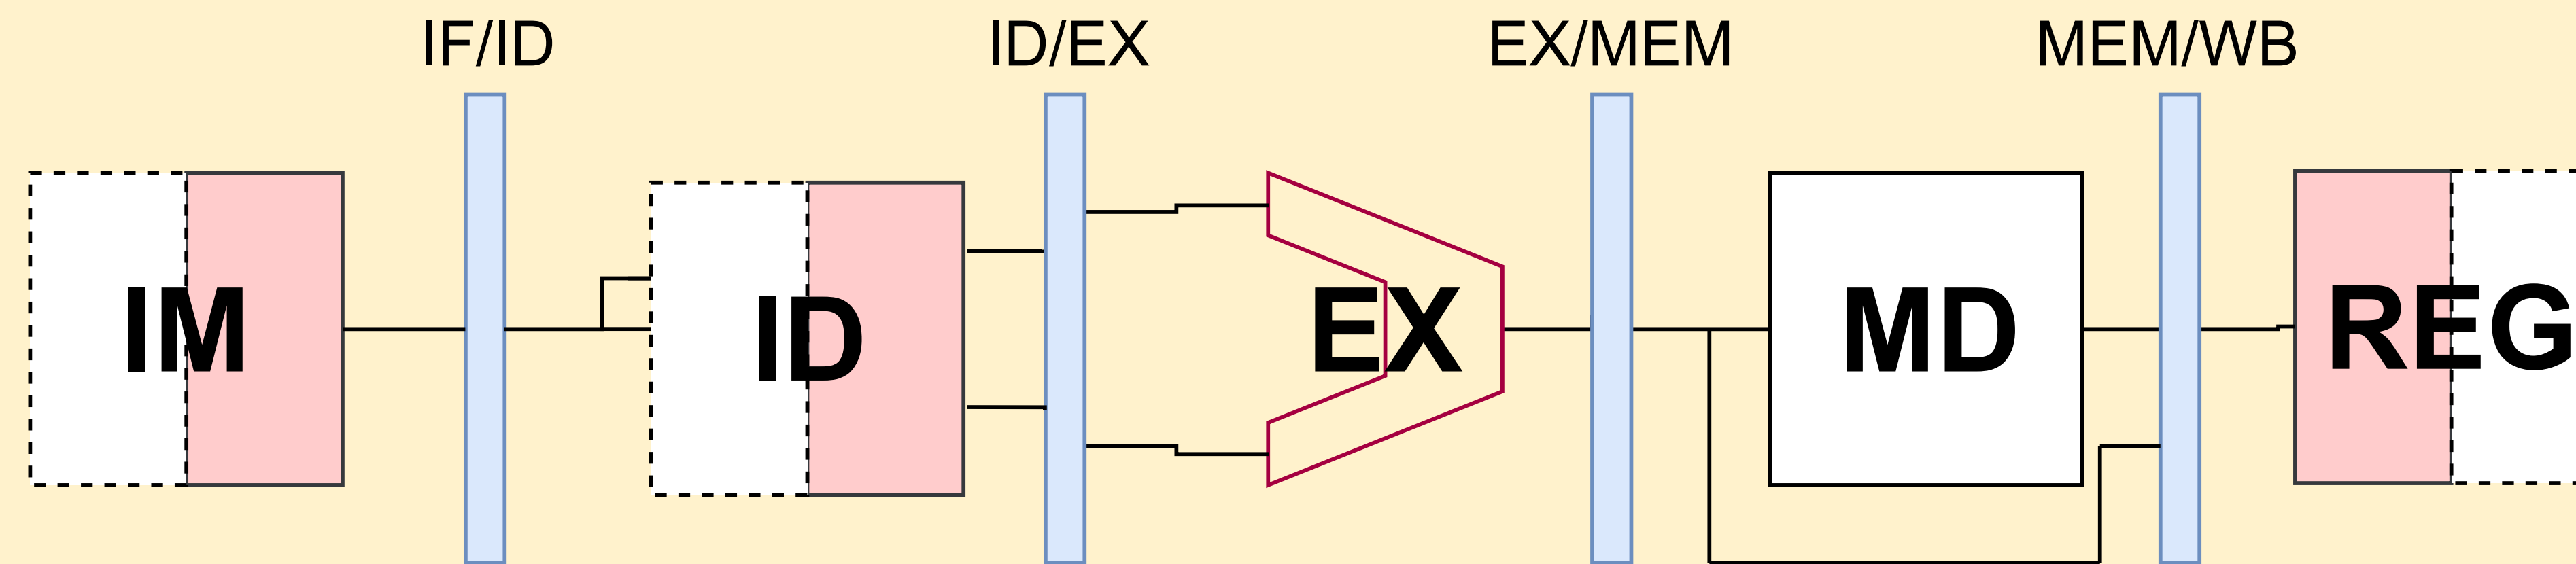 IF/ID
ID/EX
EX/MEM
MEM/WB
IM
ID
EX
MD
REG